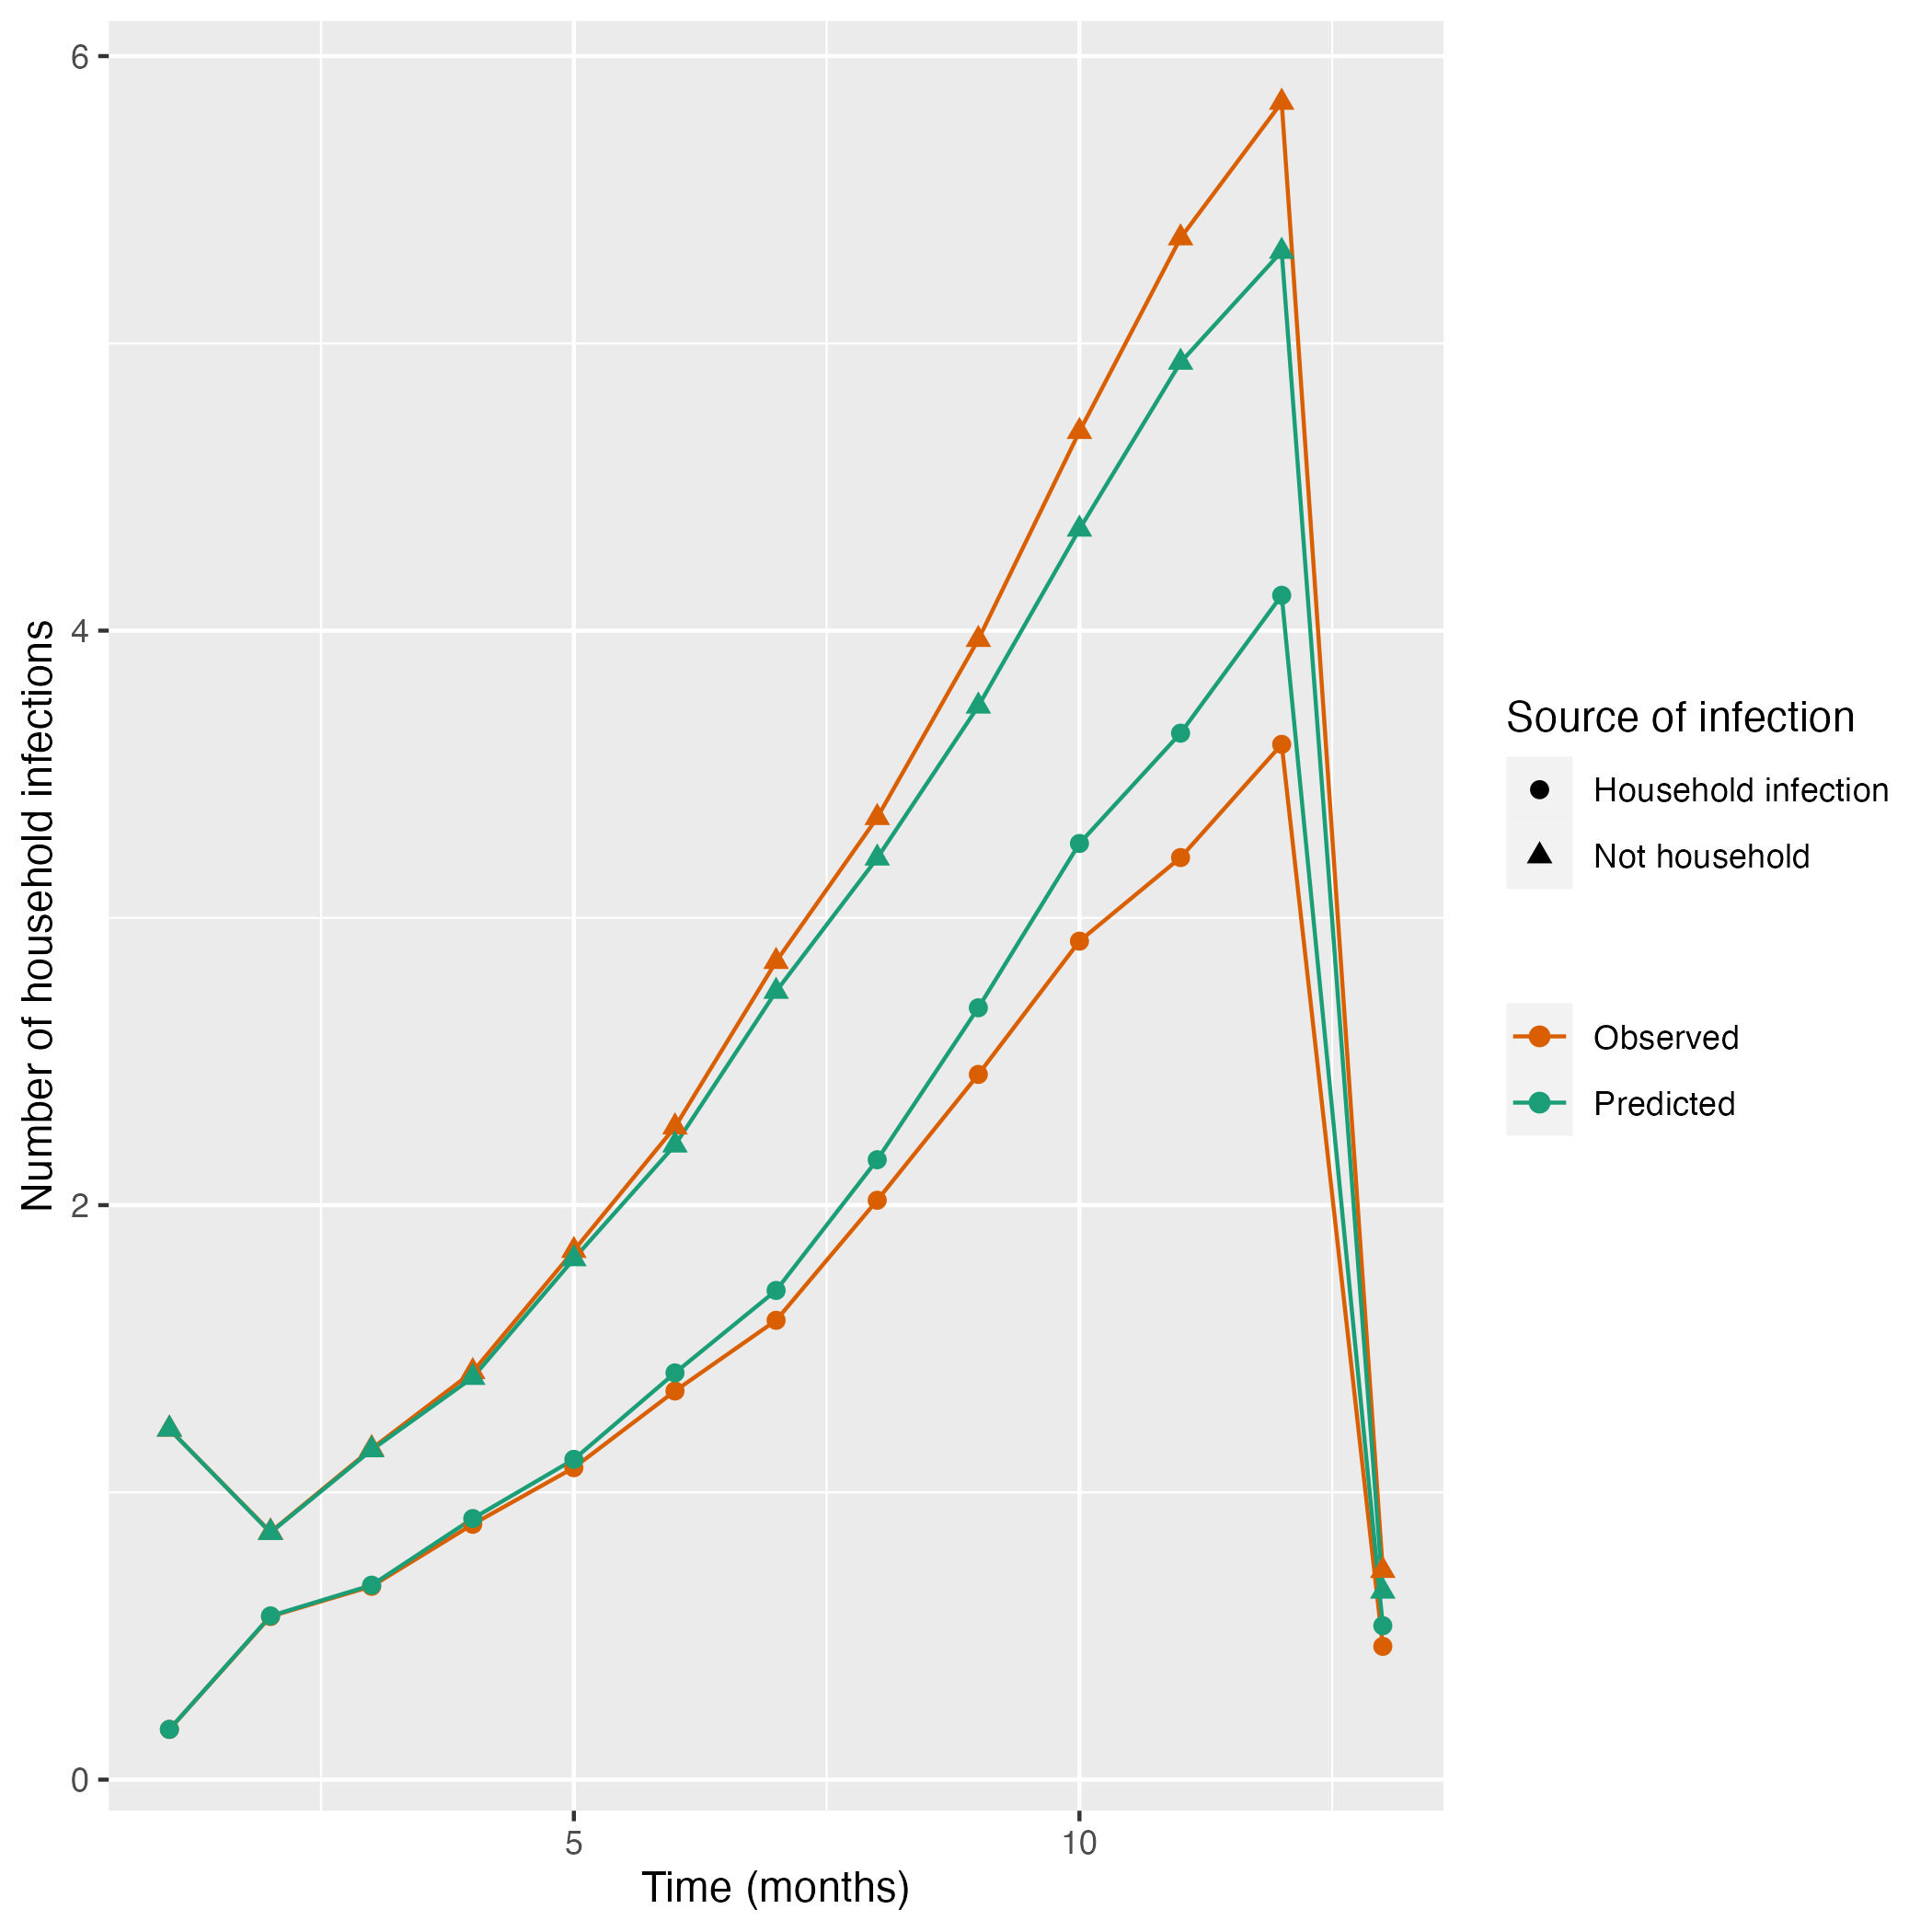 6
4
2
0
5
10
Time (months)
Number of household infections
Source of infection
Household infection
Not household
Observed
Predicted